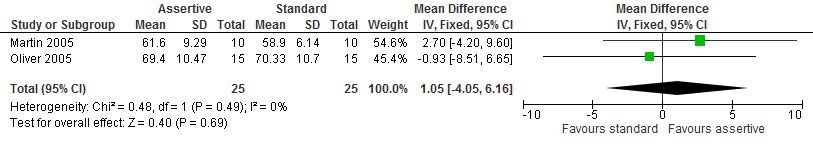 Assertive Standard Mean Difference Mean Difference
Study or Subgroup Mean SD Total Mean SD Total Weight IV, Fixed, 95% CI IV, Fixed, 95% CI
Martin 2005 61.6 9.29 10 58.9 6.14 10 54.6% 2.70 [-4.20, 9.60]
Oliver 2005 69.4 10.47 15 70.33 10.7 15 45.4% -0.93 [-8.51, 6.65]
Total (95% CI) 25 25 100.0% 1.05 [-4.05, 6.16]
Heterogeneity: Chi² = 0.48, df = 1 (P = 0.49); I² = 0%
Test for overall effect: Z = 0.40 (P = 0.69)
-10 -5 0 5 10
Favours standard Favours assertive